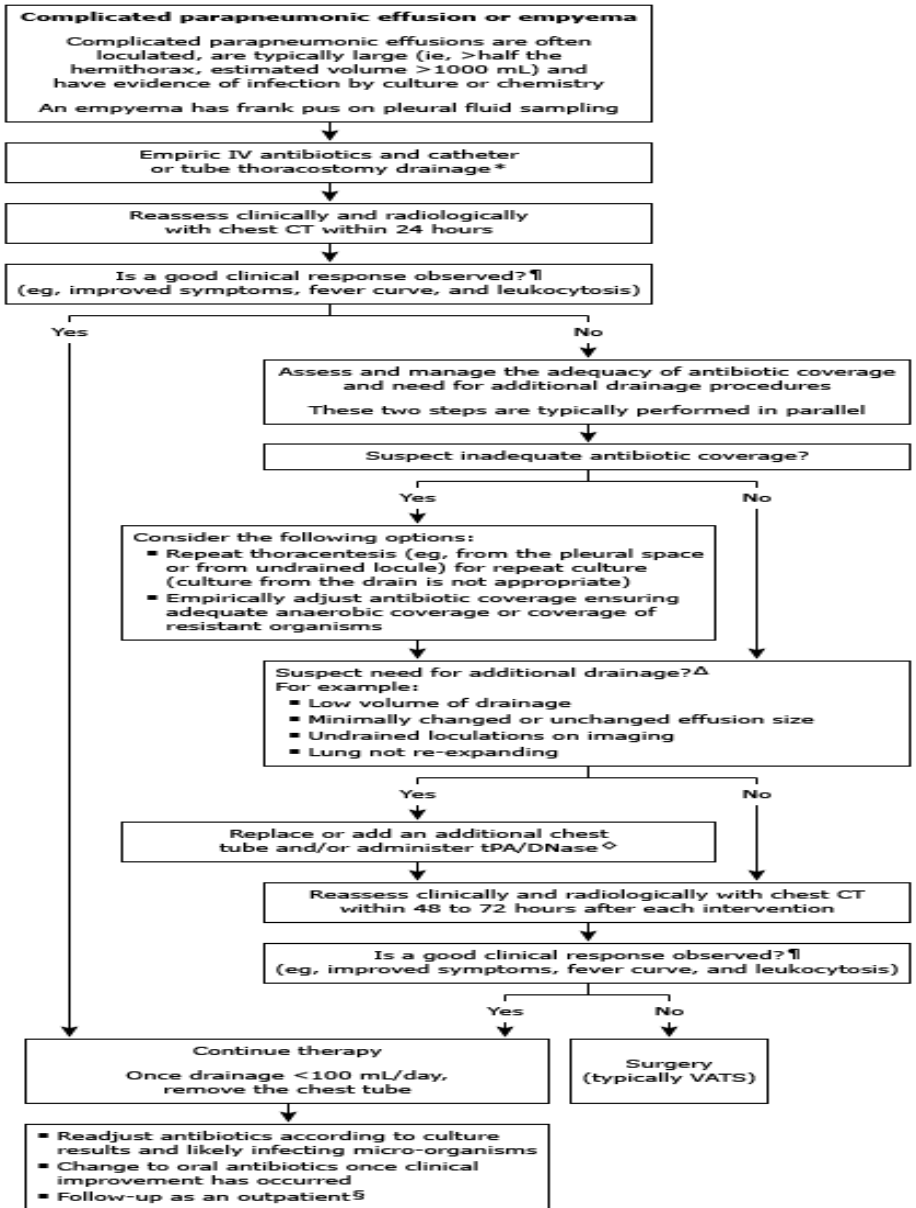 Complicated parapneumonic effusion or empyema
Complicated parapneumonic effusions are often
loculated, are typically large (ie, >half the
hemithorax, estimated volume >1000 mL) and
have evidence of infection by culture or chemistry
An empyema has frank pus on pleural fluid sampling
Empiric IV antibiotics and catheter
or tube thoracostomy drainage*
Reassess clinically and radiologically
with chest CT within 24 hours
Is a good clinical response observed?¶
(eg, improved symptoms, fever curve, and leukocytosis)
Yes
No
Assess and manage the adequacy of antibiotic coverage
and need for additional drainage procedures
These two steps are typically performed in parallel
Suspect inadequate antibiotic coverage?
Yes
No
Consider the following options:
▪ Repeat thoracentesis (eg, from the pleural space
or from undrained locule) for repeat culture
(culture from the drain is not appropriate)
▪ Empirically adjust antibiotic coverage ensuring
adequate anaerobic coverage or coverage of
resistant organisms
Suspect need for additional drainage?Δ
For example:
▪ Low volume of drainage
▪ Minimally changed or unchanged effusion size
▪ Undrained loculations on imaging
▪ Lung not re-expanding
Yes
No
Replace or add an additional chest
tube and/or administer tPA/DNase◇
Reassess clinically and radiologically with chest CT
within 48 to 72 hours after each intervention
Is a good clinical response observed?¶
(eg, improved symptoms, fever curve, and leukocytosis)
Yes
No
Continue therapy
Once drainage <100 mL/day,
remove the chest tube
Surgery
(typically VATS)
▪ Readjust antibiotics according to culture
results and likely infecting micro-organisms
▪ Change to oral antibiotics once clinical
improvement has occurred
▪ Follow-up as an outpatient§